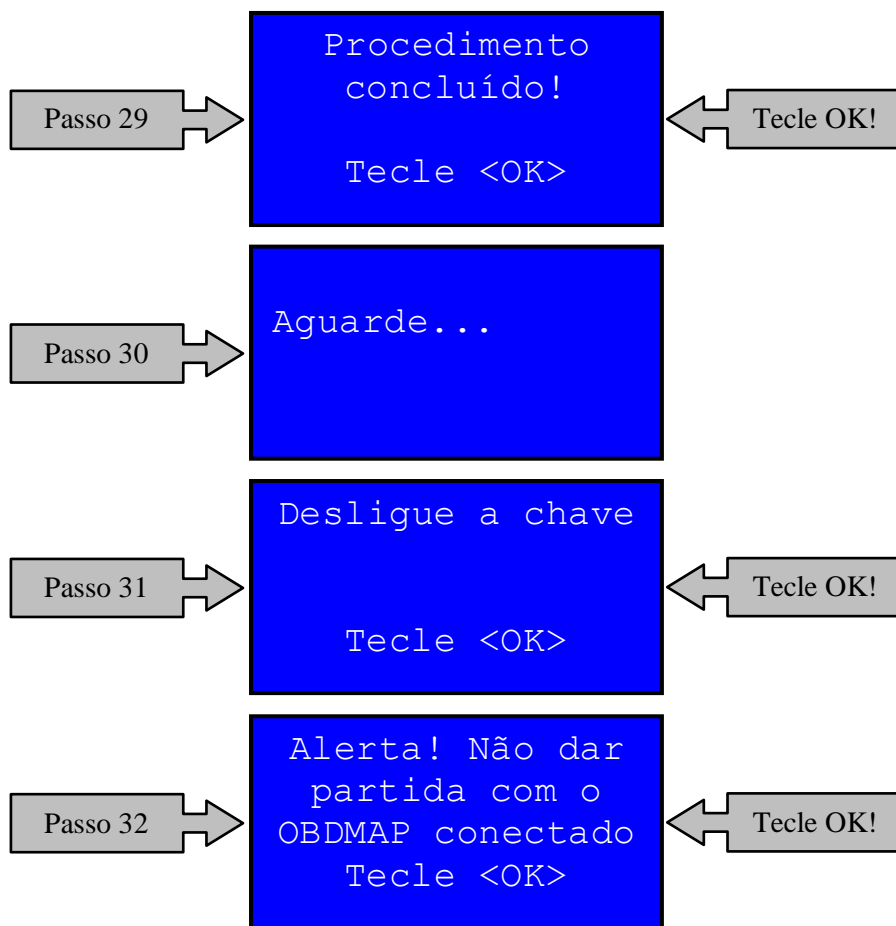 Passo 29
Procedimento
concluído!
Tecle <OK>
Tecle OK!
Passo 30
Aguarde...
Passo 31
Desligue a chave
Tecle <OK>
Tecle OK!
Passo 32
Alerta! Não dar
partida com o
OBDMAP conectado
Tecle <OK>
Tecle OK!